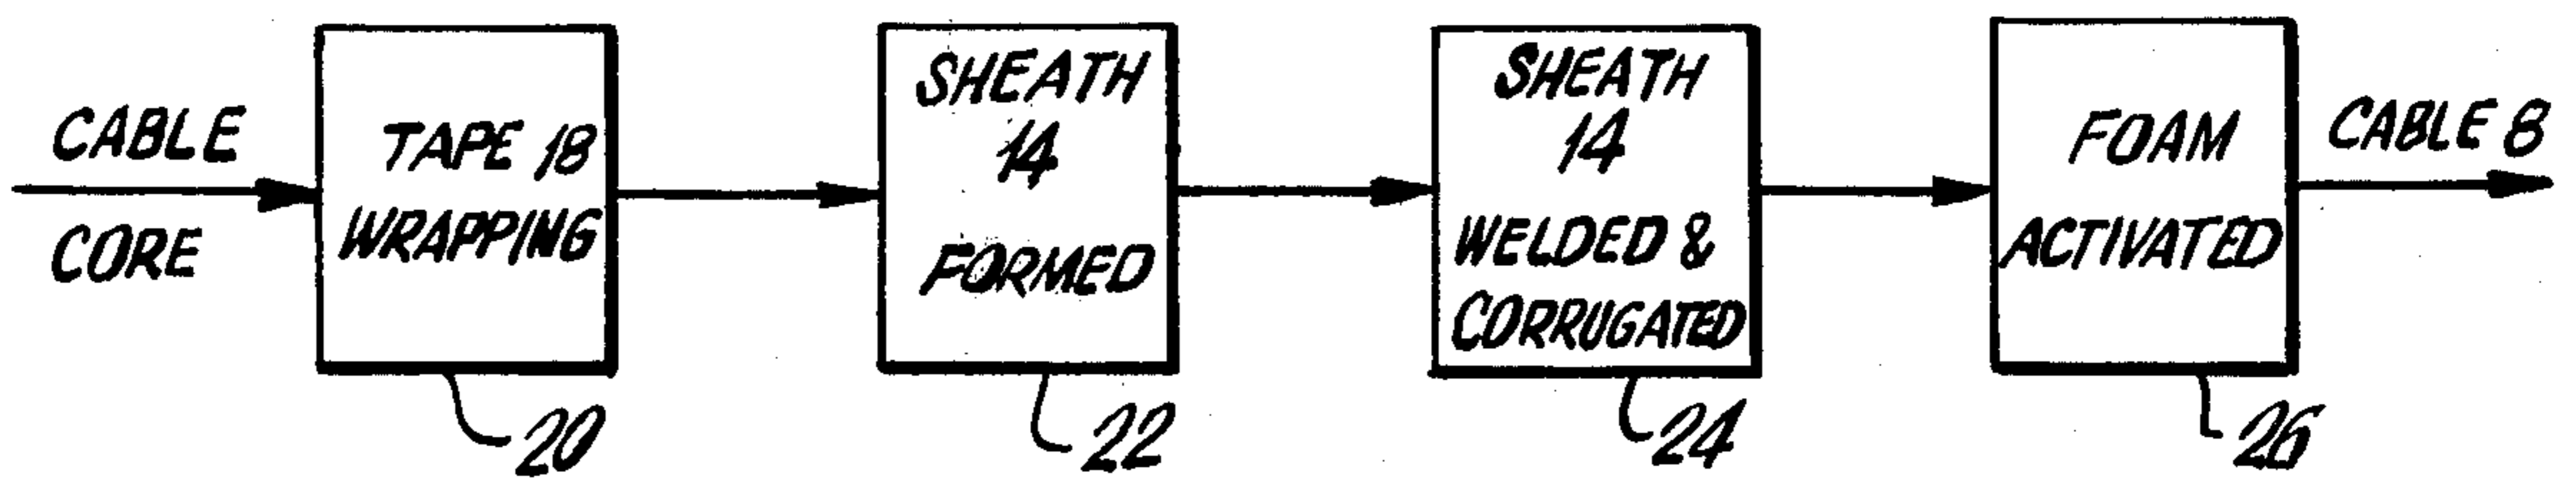 CABLE
CORE
TAPE 18
WRAPPING
20
SHEATH
14
FORMED
22
SHEATH
14
WELDED &
CORRUGATED
24
FOAM
ACTIVATED
26
CABLE 8